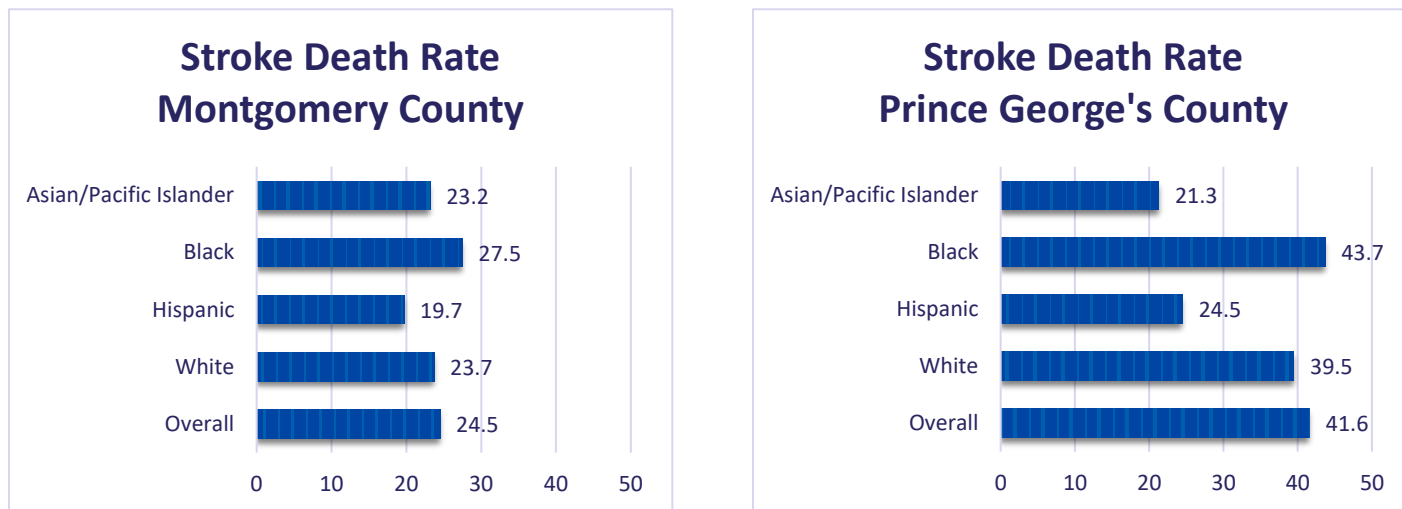 Stroke Death Rate
Montgomery County
Asian/Pacific Islander 23.2
Black 27.5
Hispanic 19.7
White 23.7
Overall 24.5
0 10 20 30 40 50
Stroke Death Rate
Prince George's County
Asian/Pacific Islander 21.3
Black 43.7
Hispanic 24.5
White 39.5
Overall 41.6
0 10 20 30 40 50